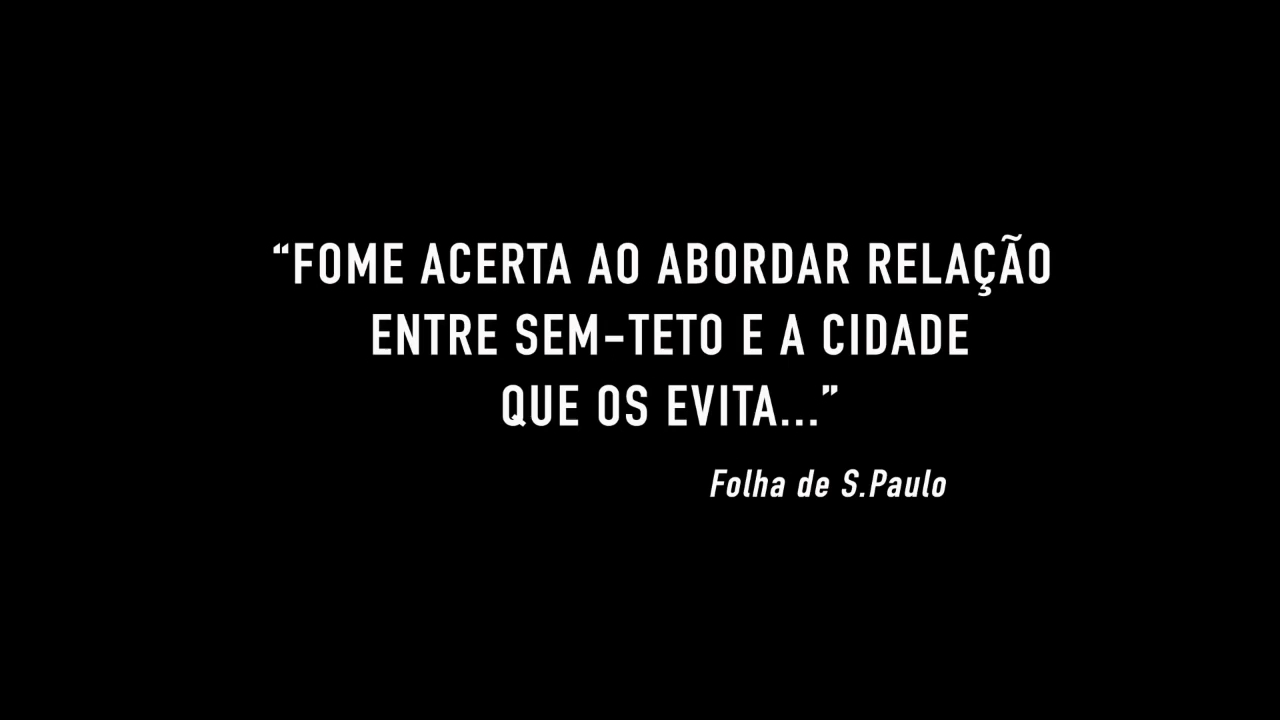 “FOME ACERTA AO ABORDAR RELAÇÃO
ENTRE SEM-TETO E A CIDADE
QUE OS EVITA...”
Folha de S.Paulo